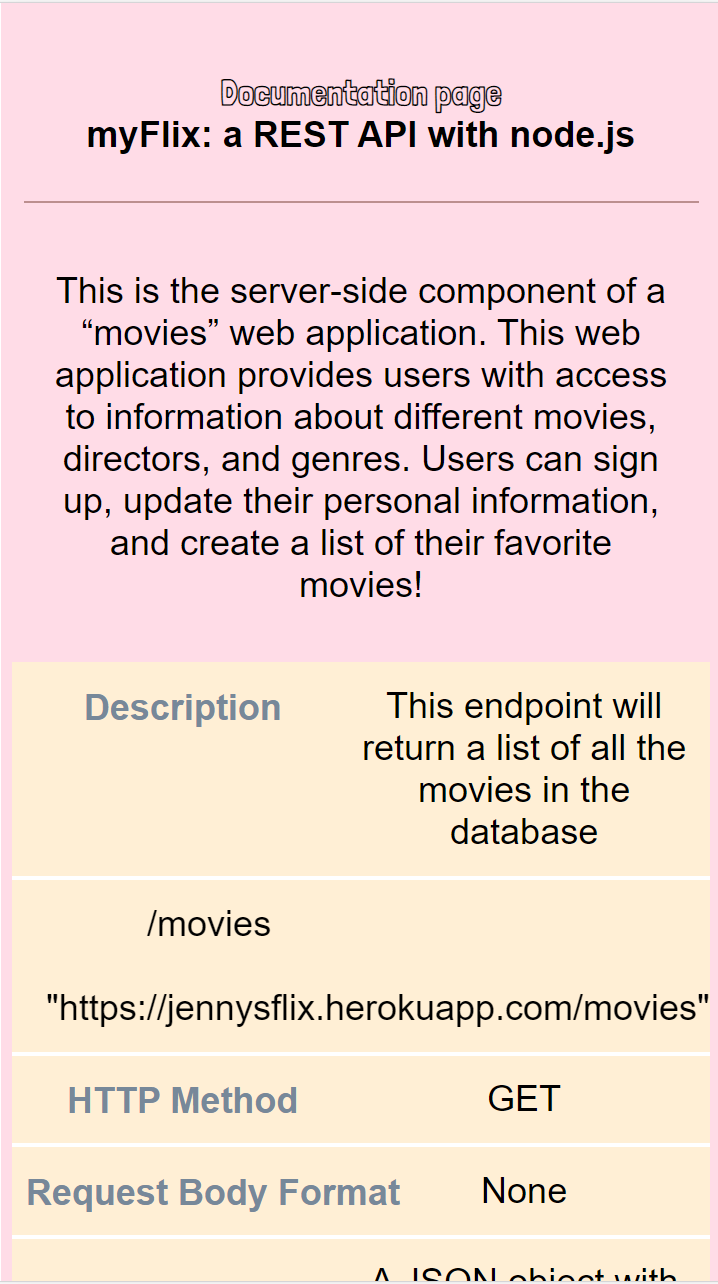 Documentation page
myFlix: a REST API with node.js
This is the server-side component of a
“movies” web application. This web
application provides users with access
to information about different movies,
directors, and genres. Users can sign
up, update their personal information,
and create a list of their favorite
movies!
Description
This endpoint will
return a list of all the
movies in the
database
/movies
"https://jennysflix.herokuapp.com/movies"
HTTP Method
GET
Request Body Format
None
A JSON object with